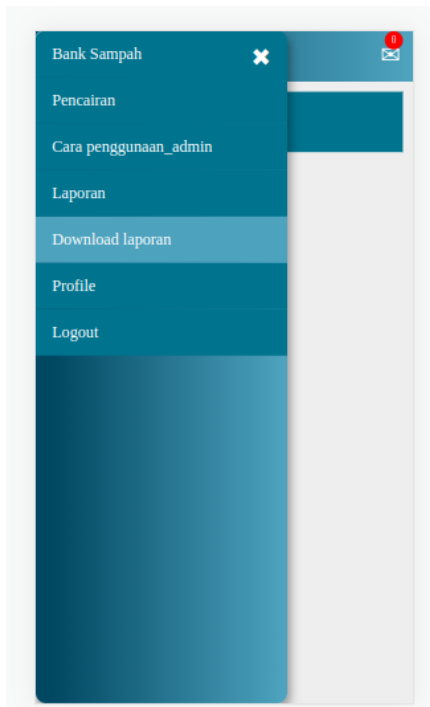 Bank Sampah
0
Pencairan
Cara penggunaan_admin
Laporan
Download laporan
Profile
Logout